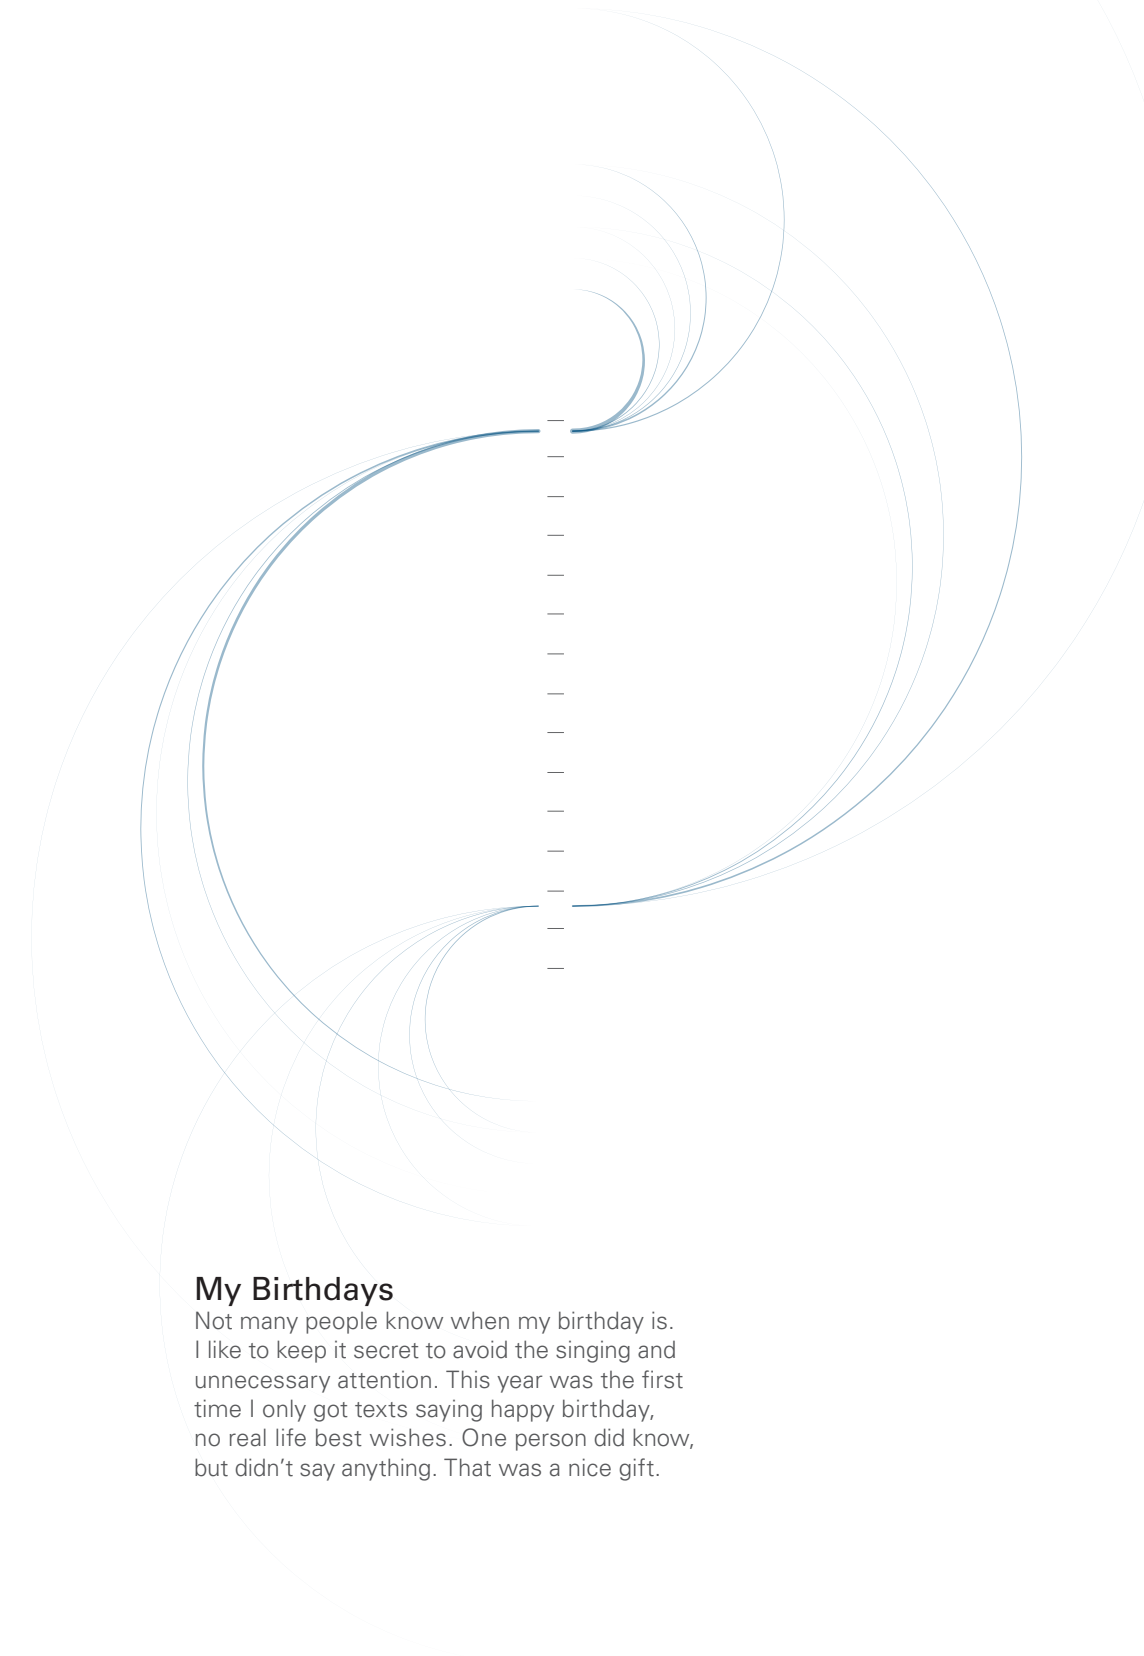 My Birthdays
Not many people know when my birthday is.
I like to keep it secret to avoid the singing and
unnecessary attention. This year was the first
time I only got texts saying happy birthday,
no real life best wishes. One person did know,
but didn’t say anything. That was a nice gift.